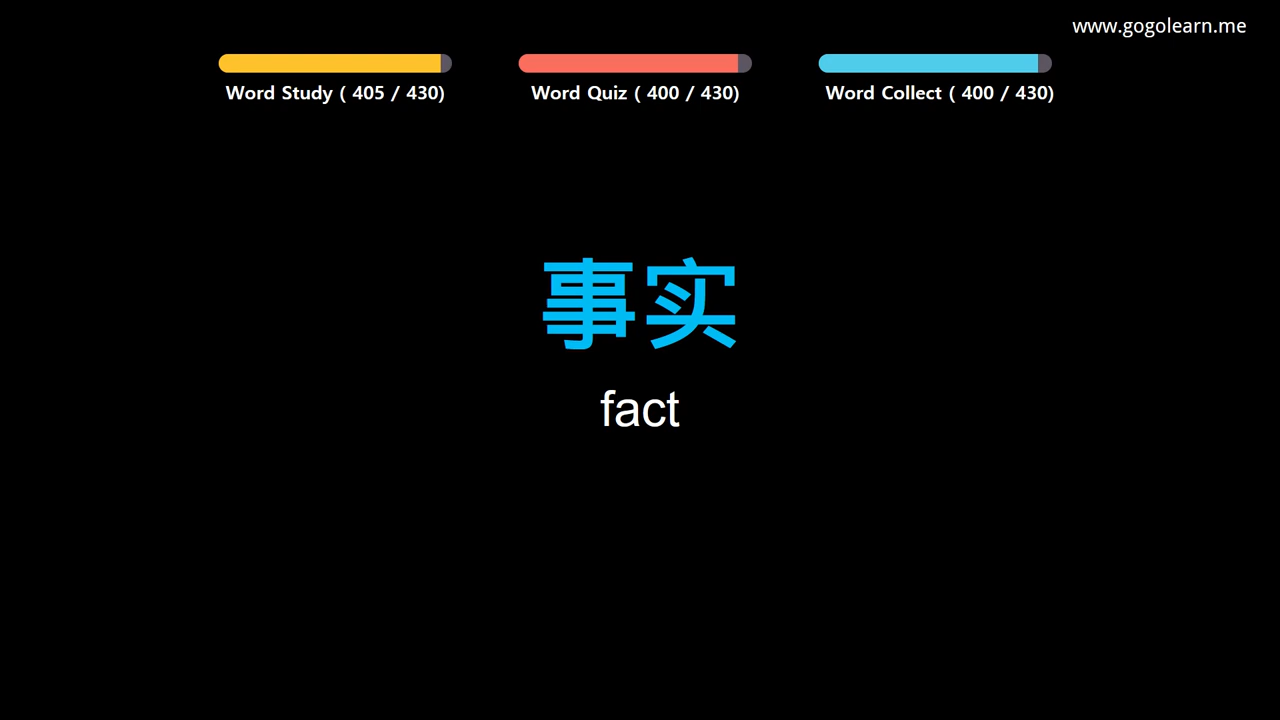 www.gogolearn.me
Word Study ( 405 / 430)
Word Quiz ( 400 / 430)
Word Collect ( 400 / 430)
事实
fact